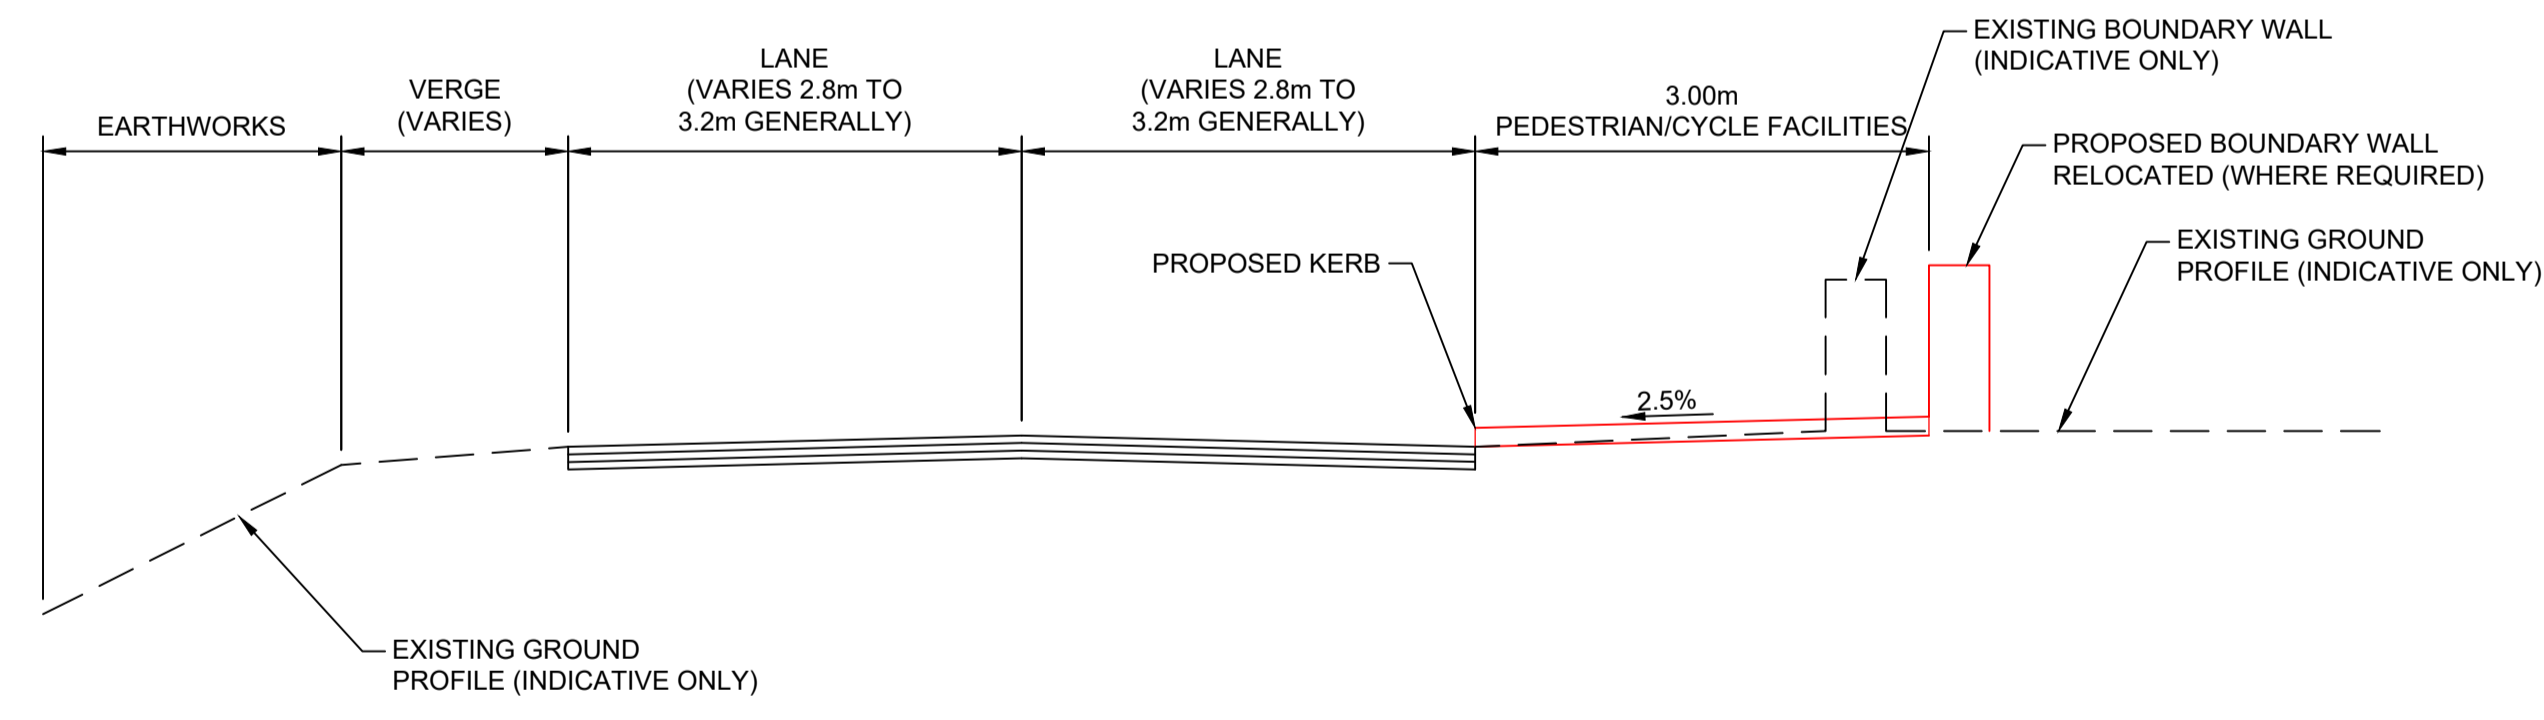 EARTHWORKS
VERGE
(VARIES)
LANE
(VARIES 2.8m TO
3.2m GENERALLY)
LANE
(VARIES 2.8m TO
3.2m GENERALLY)
3.00m
PEDESTRIAN/CYCLE FACILITIES
EXISTING BOUNDARY WALL
(INDICATIVE ONLY)
PROPOSED BOUNDARY WALL
RELOCATED (WHERE REQUIRED)
EXISTING GROUND
PROFILE (INDICATIVE ONLY)
PROPOSED KERB
2.5%
EXISTING GROUND
PROFILE (INDICATIVE ONLY)